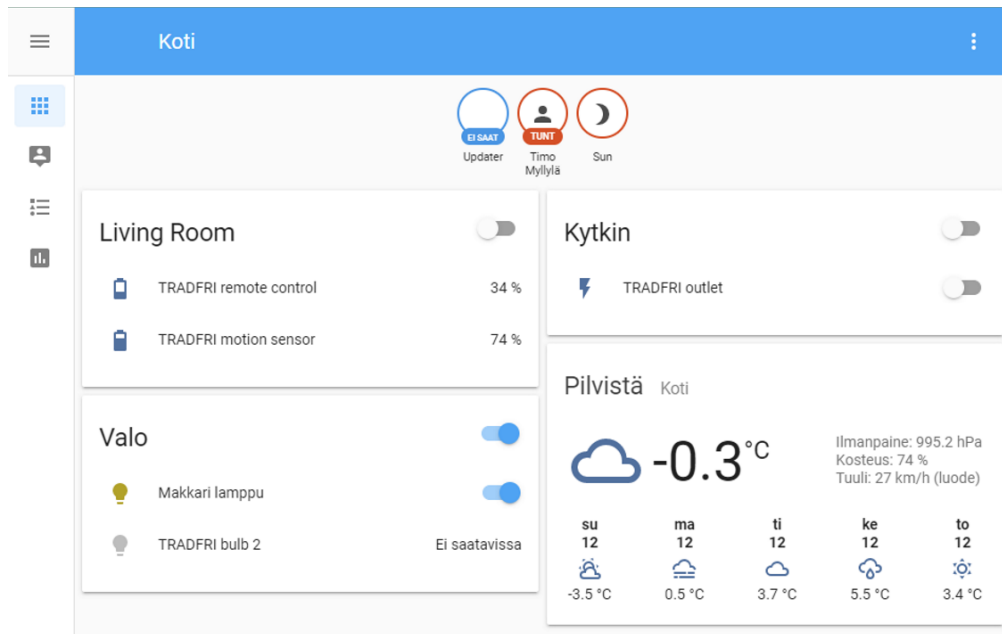 Koti
EI SAAT
TUNT
Updater
Timo
Myllylä
Sun
Living Room
TRADFRI remote control 34 %
TRADFRI motion sensor 74 %
Valo
Makkari lamppu
TRADFRI bulb 2 Ei saatavissa
Kytkin
TRADFRI outlet
Pilvistä Koti
-0.3 °C
Ilmanpaine: 995.2 hPa
Kosteus: 74 %
Tuuli: 27 km/h (luode)
su ma ti ke to
12 12 12 12 12
-3.5 °C 0.5 °C 3.7 °C 5.5 °C 3.4 °C